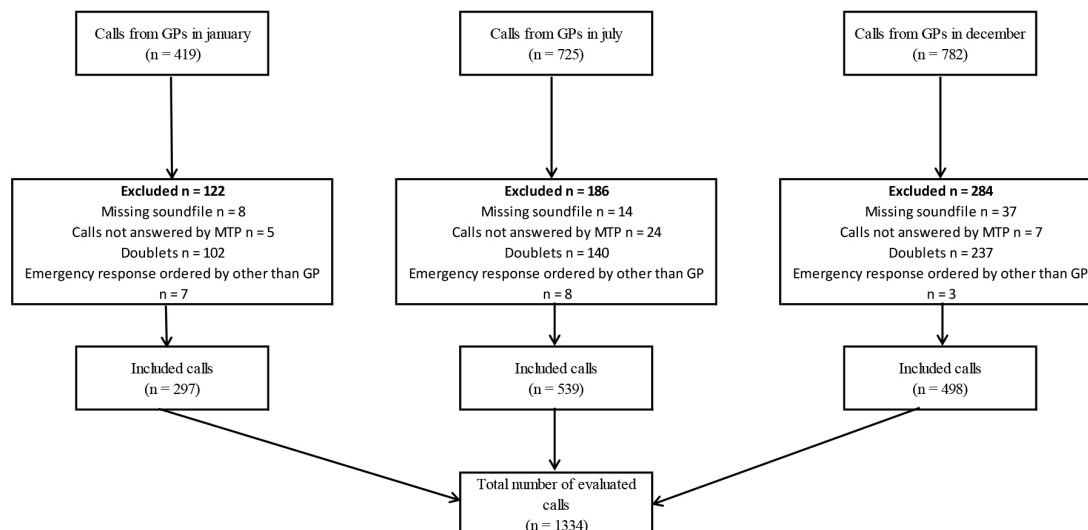 Calls from GPs in january
(n = 419)
Calls from GPs in july
(n = 725)
Calls from GPs in december
(n = 782)
Excluded n = 122
Missing soundfile n = 8
Calls not answered by MTP n = 5
Doublets n = 102
Emergency response ordered by other than GP
n = 7
Excluded n = 186
Missing soundfile n = 14
Calls not answered by MTP n = 24
Doublets n = 140
Emergency response ordered by other than GP
n = 8
Excluded n = 284
Missing soundfile n = 37
Calls not answered by MTP n = 7
Doublets n = 237
Emergency response ordered by other than GP
n = 3
Included calls
(n = 297)
Included calls
(n = 539)
Included calls
(n = 498)
Total number of evaluated
calls
(n = 1334)